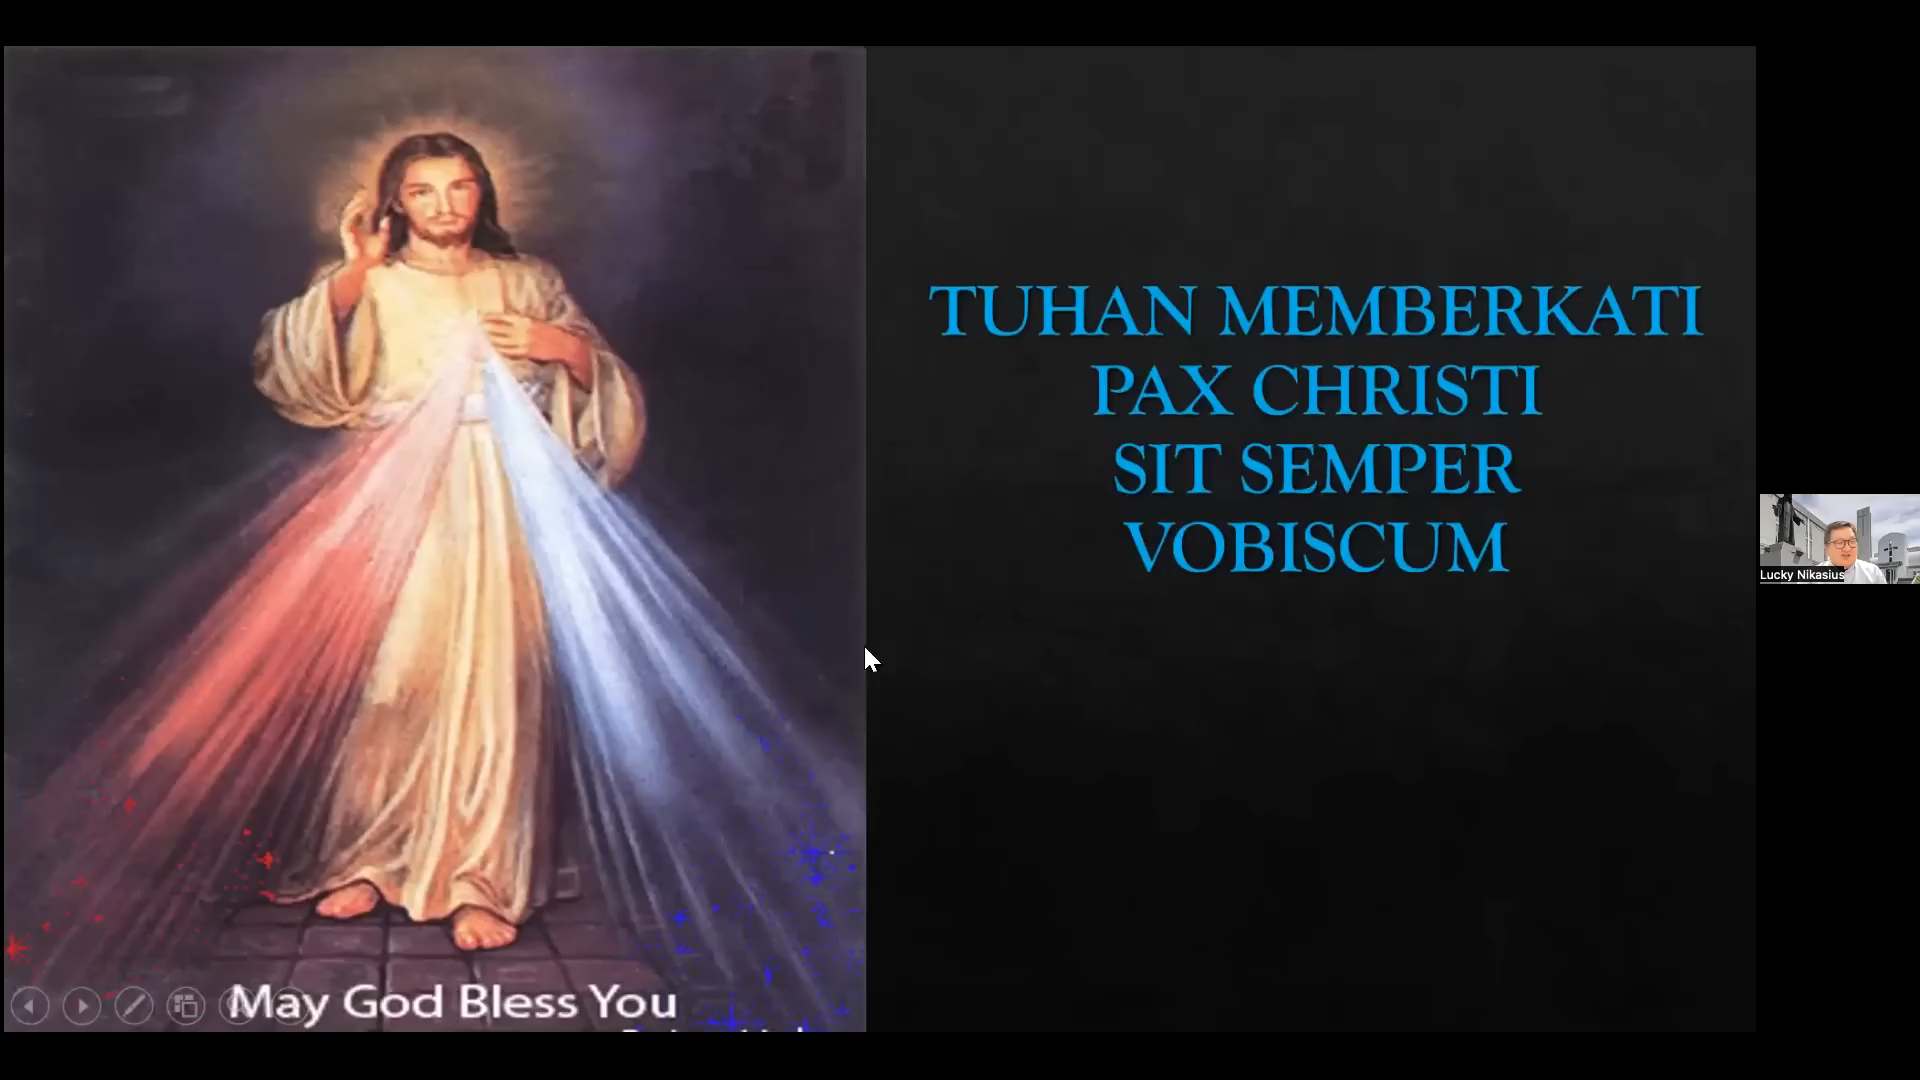 TUHAN MEMBERKATI
PAX CHRISTI
SIT SEMPER
VOBISCUM
May God Bless You
Lucky Nikasius